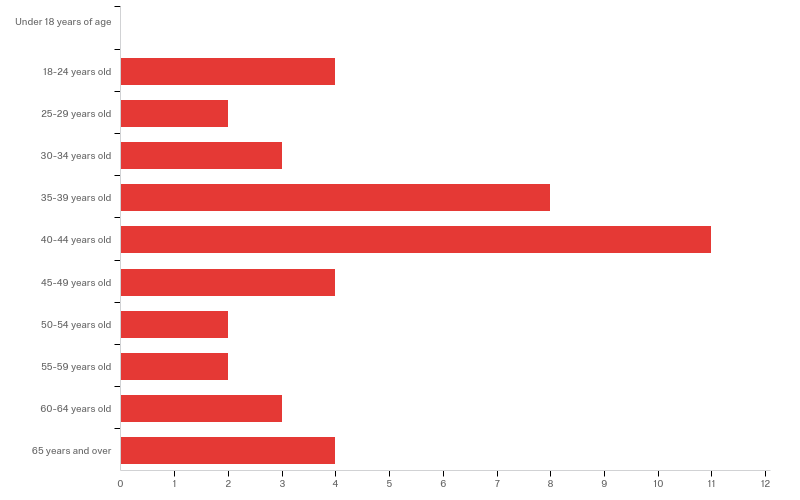 Under 18 years of age
18-24 years old
25-29 years old
30-34 years old
35-39 years old
40-44 years old
45-49 years old
50-54 years old
55-59 years old
60-64 years old
65 years and over
0 1 2 3 4 5 6 7 8 9 10 11 12